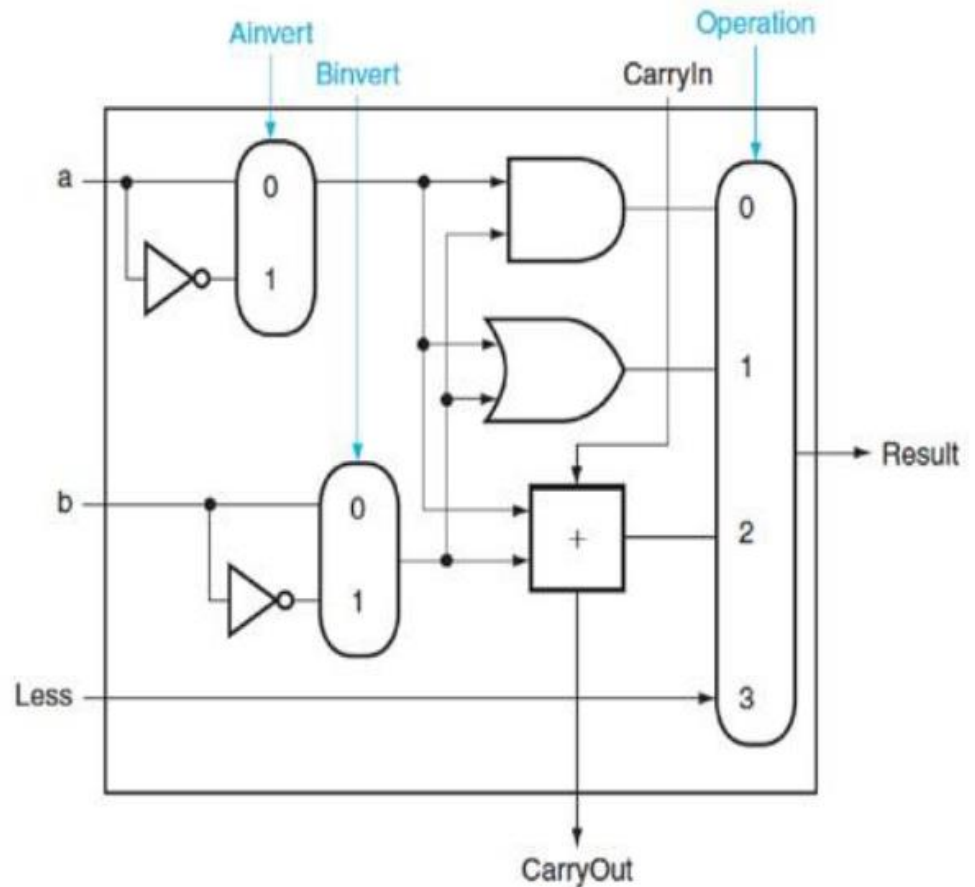 Operation
Ainvert
Binvert
CarryIn
a
0
1
0
1
b
0
1
2
3
+
Result
Less
CarryOut